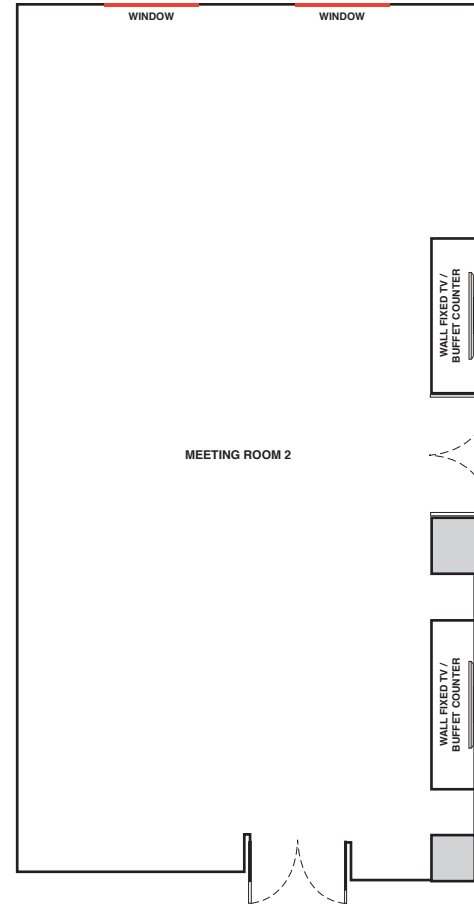 WINDOW
WINDOW
WALL FIXED TV /
BUFFET COUNTER
MEETING ROOM 2
WALL FIXED TV /
BUFFET COUNTER